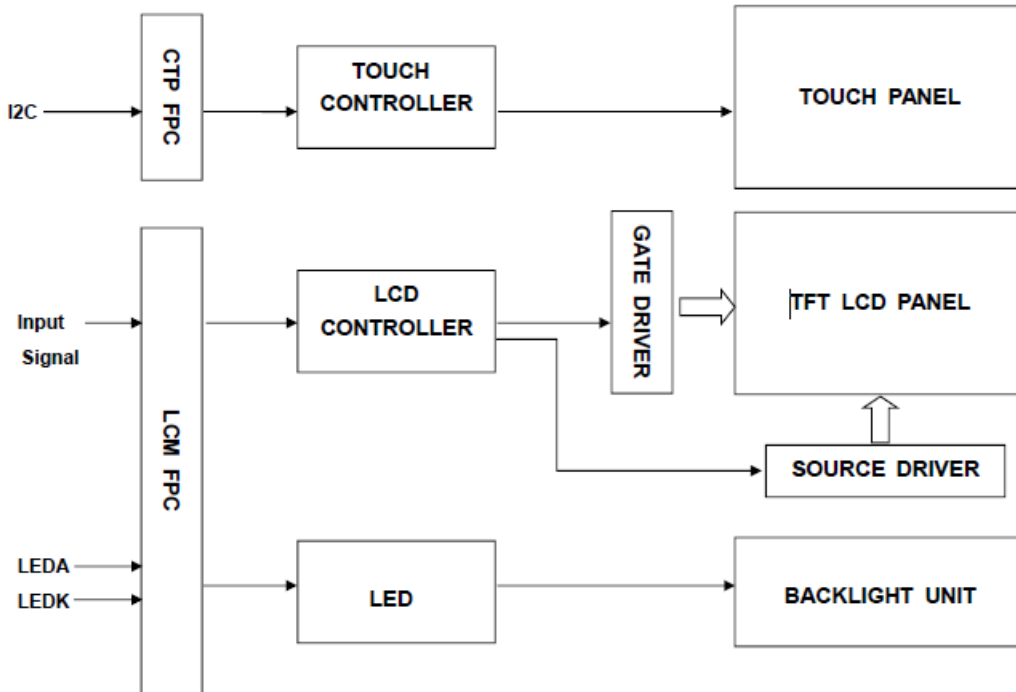 I2C
CTP FPC
TOUCH
CONTROLLER
TOUCH PANEL
Input
Signal
LCM FPC
LCD
CONTROLLER
GATE DRIVER
TFT LCD PANEL
SOURCE DRIVER
LEDA
LEDK
LED
BACKLIGHT UNIT